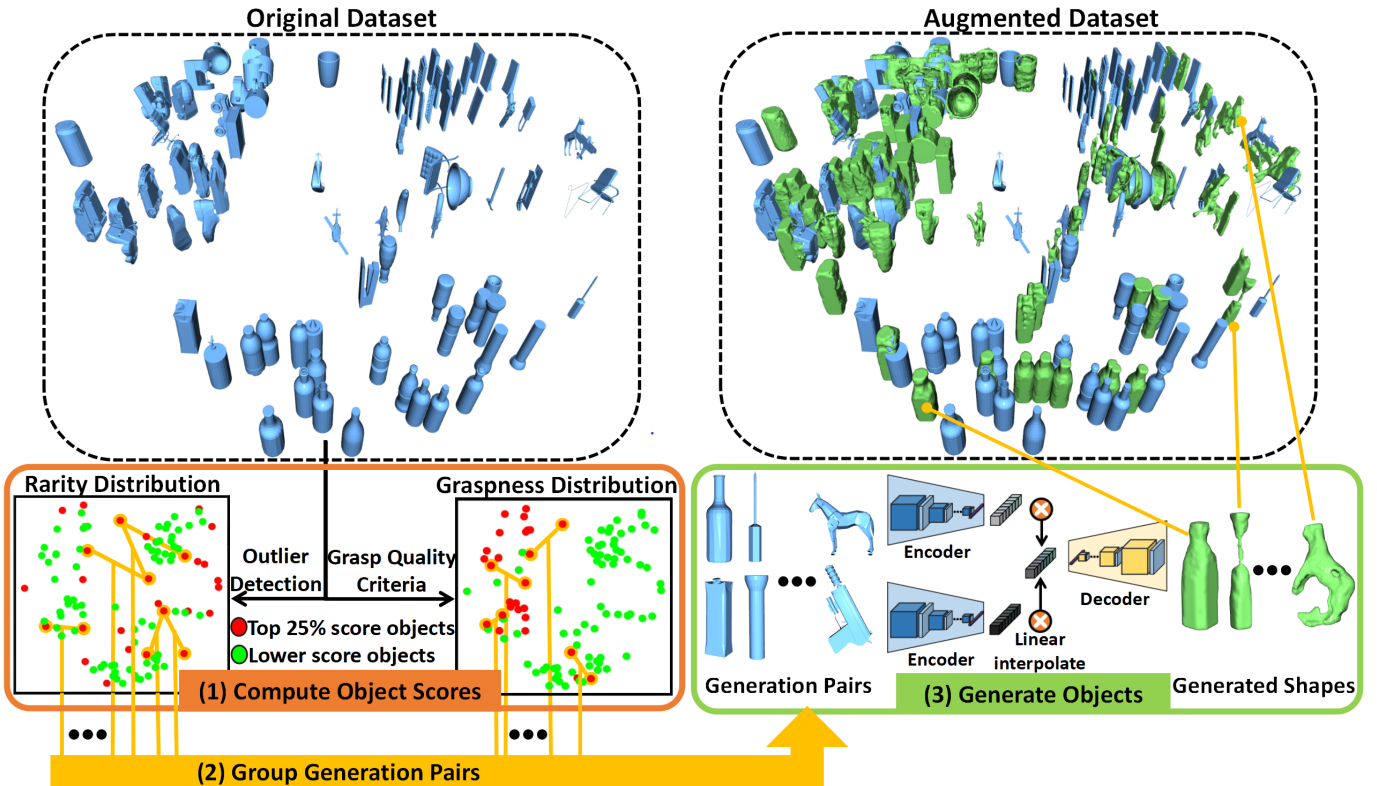 Original Dataset
Augmented Dataset
Rarity Distribution
Graspness Distribution
Outlier
Detection
Grasp Quality
Criteria
Top 25% score objects
Lower score objects
(1) Compute Object Scores
(2) Group Generation Pairs
Encoder
Encoder
Linear
interpolate
Decoder
Generation Pairs
(3) Generate Objects
Generated Shapes